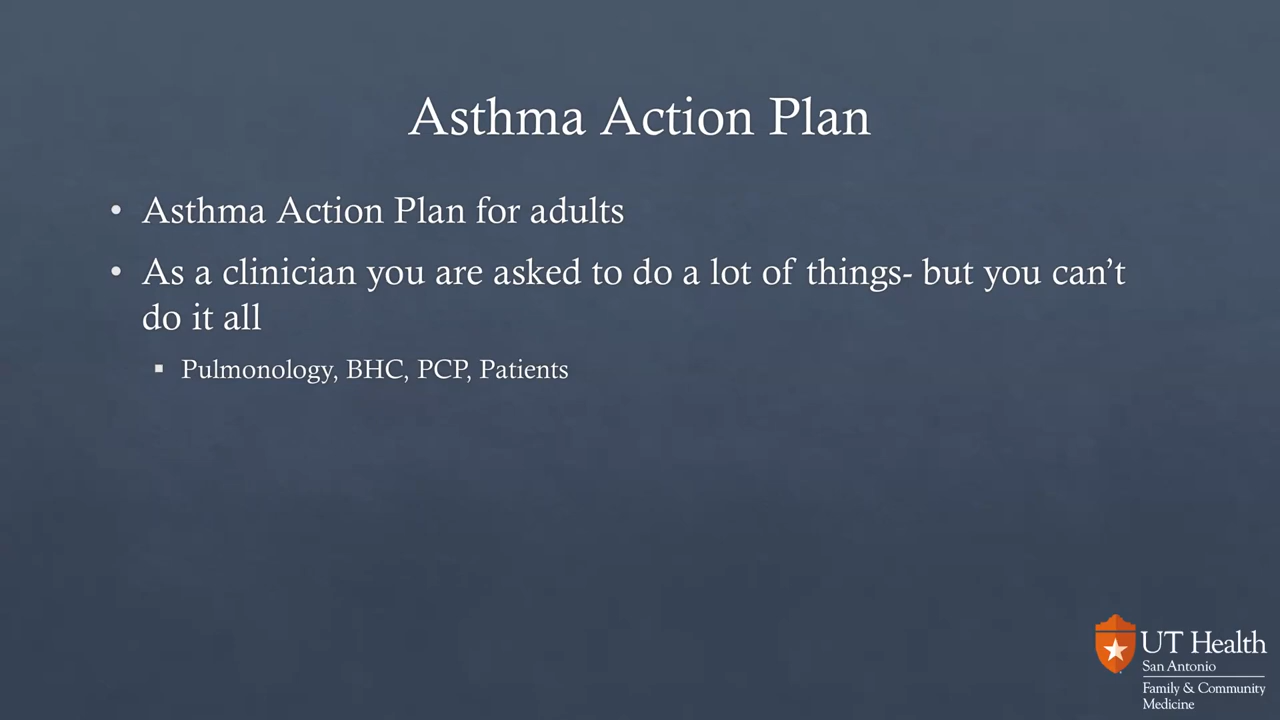 Asthma Action Plan
• Asthma Action Plan for adults
• As a clinician you are asked to do a lot of things- but you can’t
do it all
▪ Pulmonology, BHC, PCP, Patients
UT Health
San Antonio
Family & Community
Medicine